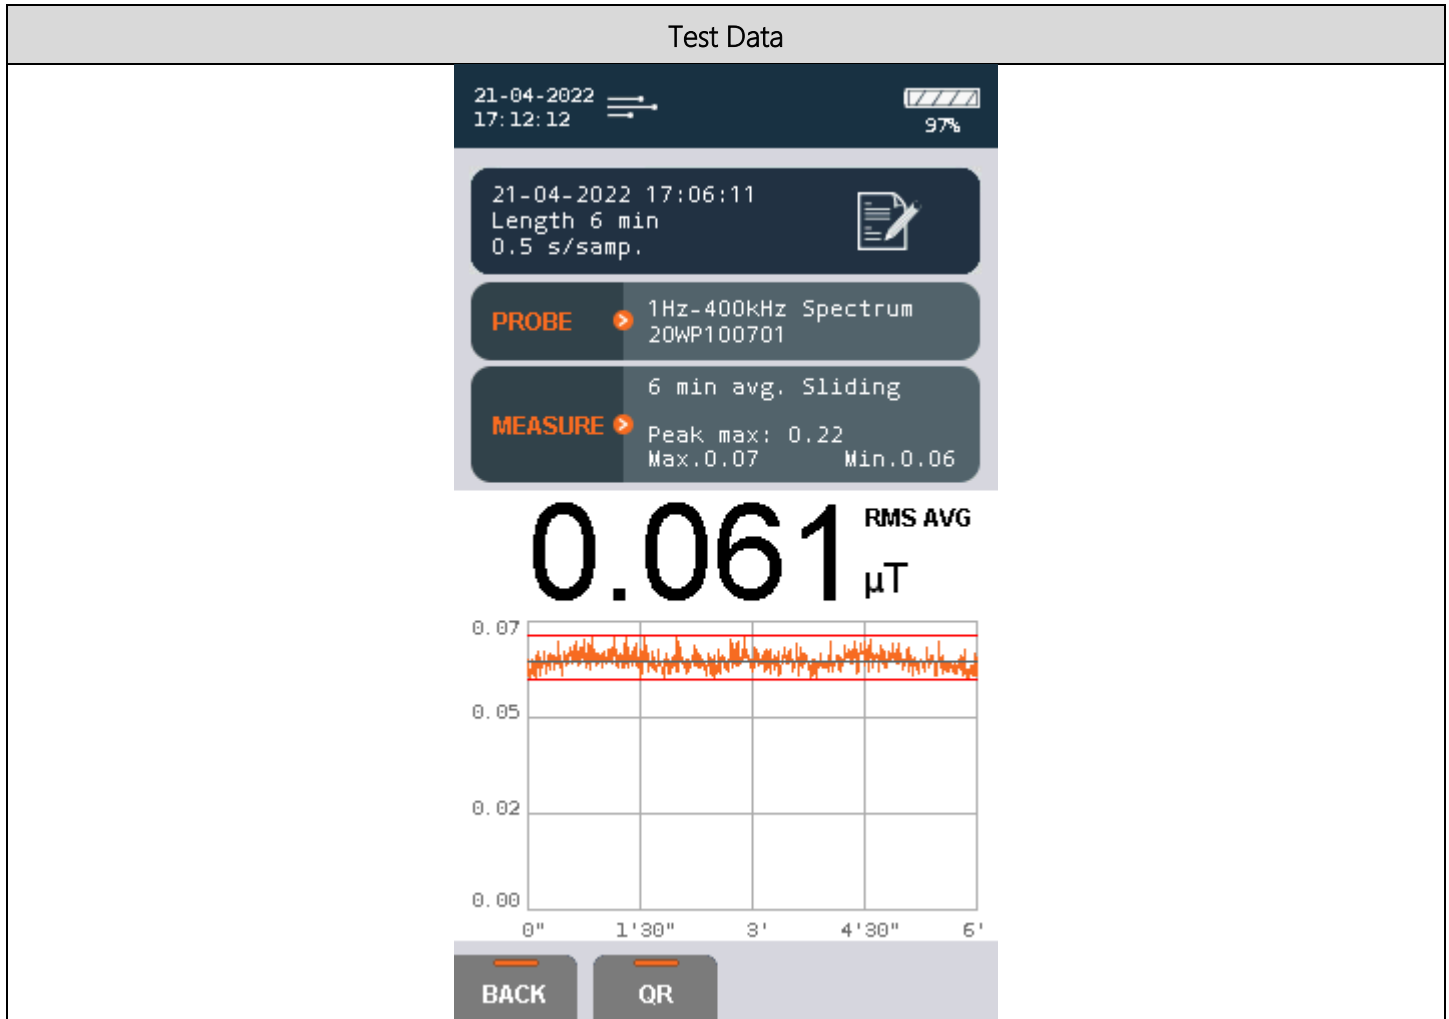 Test Data
21-04-2022
17:12:12
97%
21-04-2022 17:06:11
Length 6 min
0.5 s/samp.
PROBE
1Hz-400kHz Spectrum
20WP100701
MEASURE
6 min avg. Sliding
Peak max: 0.22
Max.0.07 Min.0.06
0.061 RMS AVG
µT
0.07
0.05
0.02
0.00
0" 1'30" 3' 4'30" 6'
BACK QR